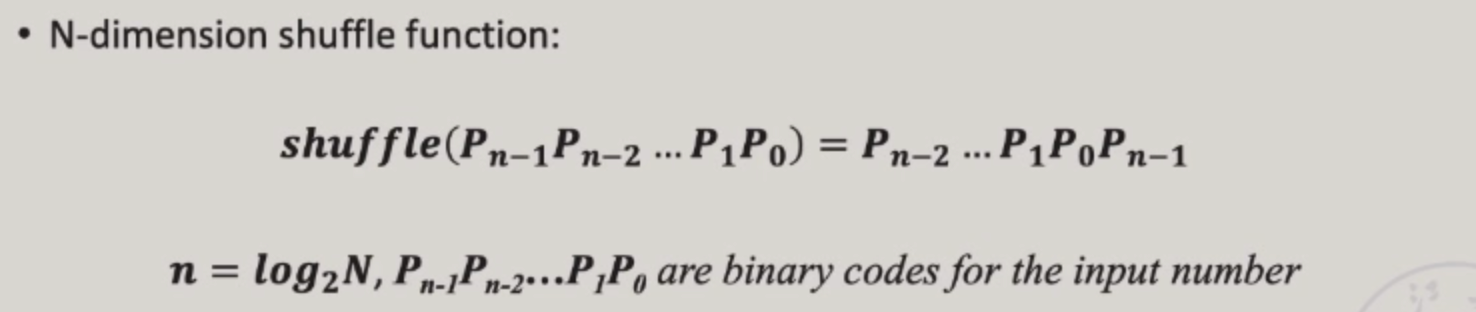 • N-dimension shuffle function:
shuffle(Pₙ₋₁Pₙ₋₂ … P₁P₀) = Pₙ₋₂ … P₁P₀Pₙ₋₁
n = log₂N, Pₙ₋₁Pₙ₋₂…P₁P₀ are binary codes for the input number